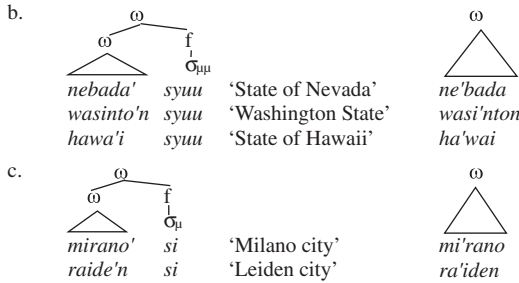 b.
ω ω
ω f
σμμ
nebada' syuu 'State of Nevada' ne'bada
wasinto'n syuu 'Washington State' wasi'nton
hawa'i syuu 'State of Hawaii' ha'wai
c.
ω ω
ω f
σμ
mirano' si 'Milano city' mi'rano
raide'n si 'Leiden city' ra'iden